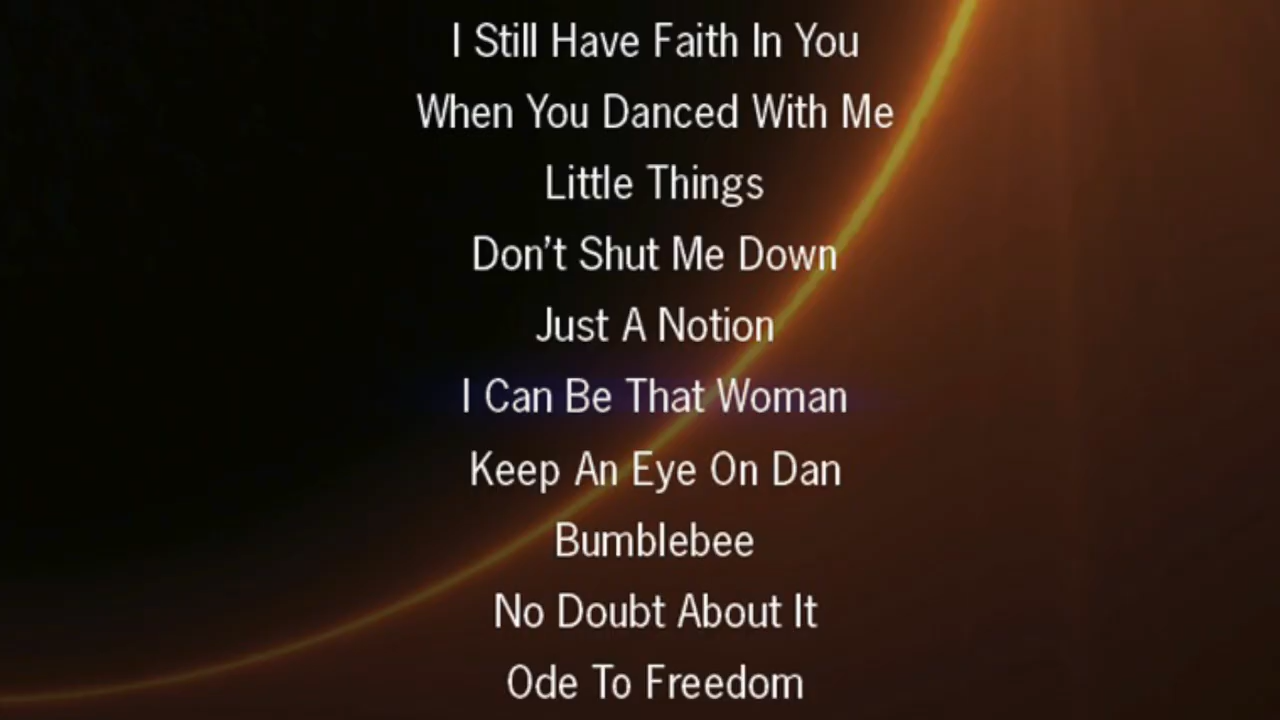 I Still Have Faith In You
When You Danced With Me
Little Things
Don’t Shut Me Down
Just A Notion
I Can Be That Woman
Keep An Eye On Dan
Bumblebee
No Doubt About It
Ode To Freedom